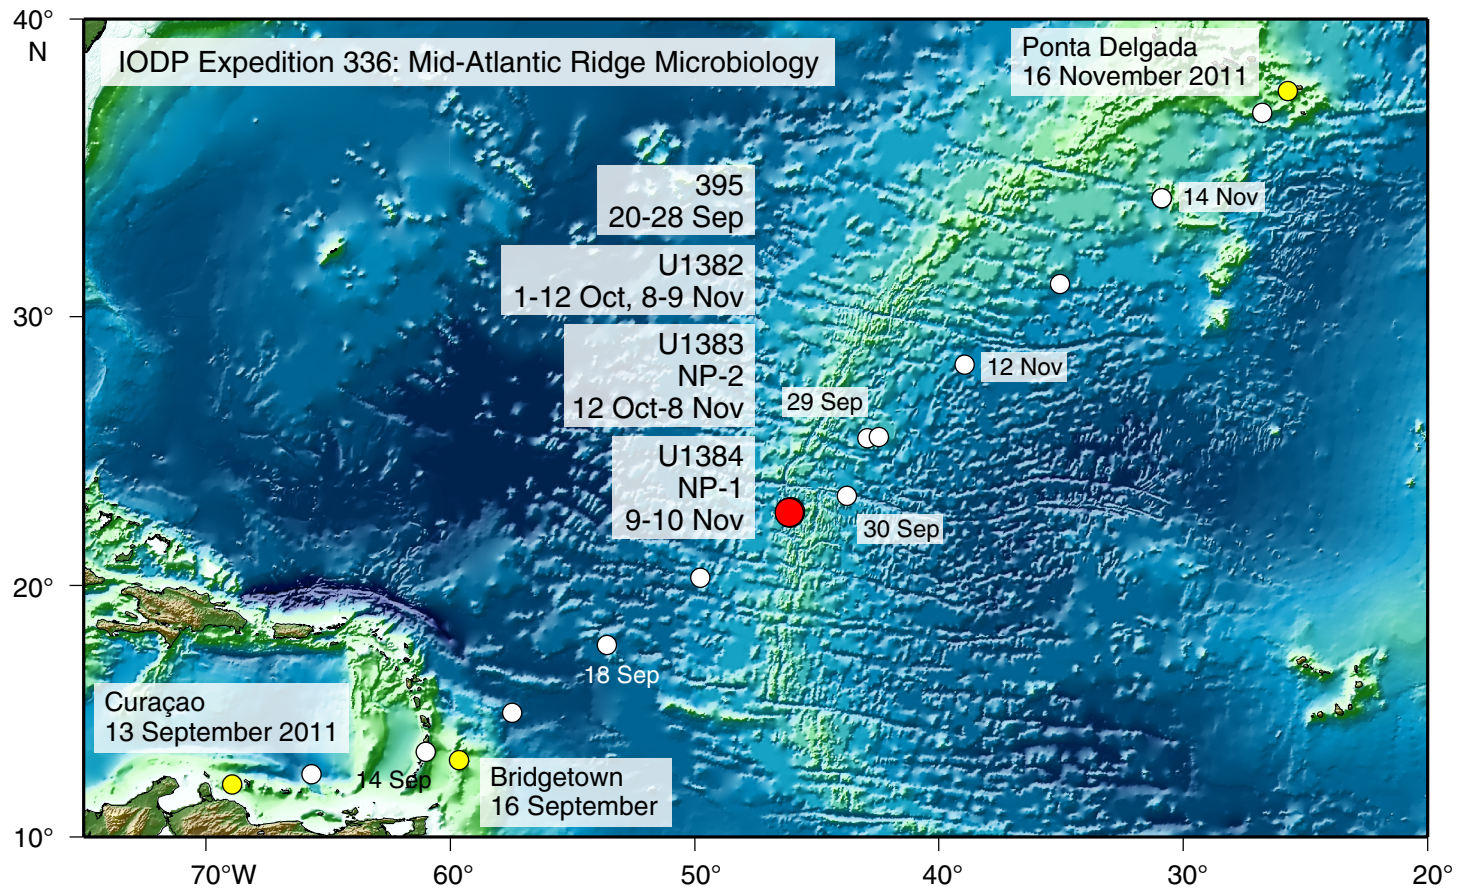 40°
N
IODP Expedition 336: Mid-Atlantic Ridge Microbiology
Ponta Delgada
16 November 2011
395
20-28 Sep
14 Nov
U1382
1-12 Oct, 8-9 Nov
30°
U1383
NP-2
12 Oct-8 Nov
12 Nov
29 Sep
U1384
NP-1
9-10 Nov
30 Sep
20°
18 Sep
Curaçao
13 September 2011
14 Sep
Bridgetown
16 September
10°
70°W
60°
50°
40°
30°
20°